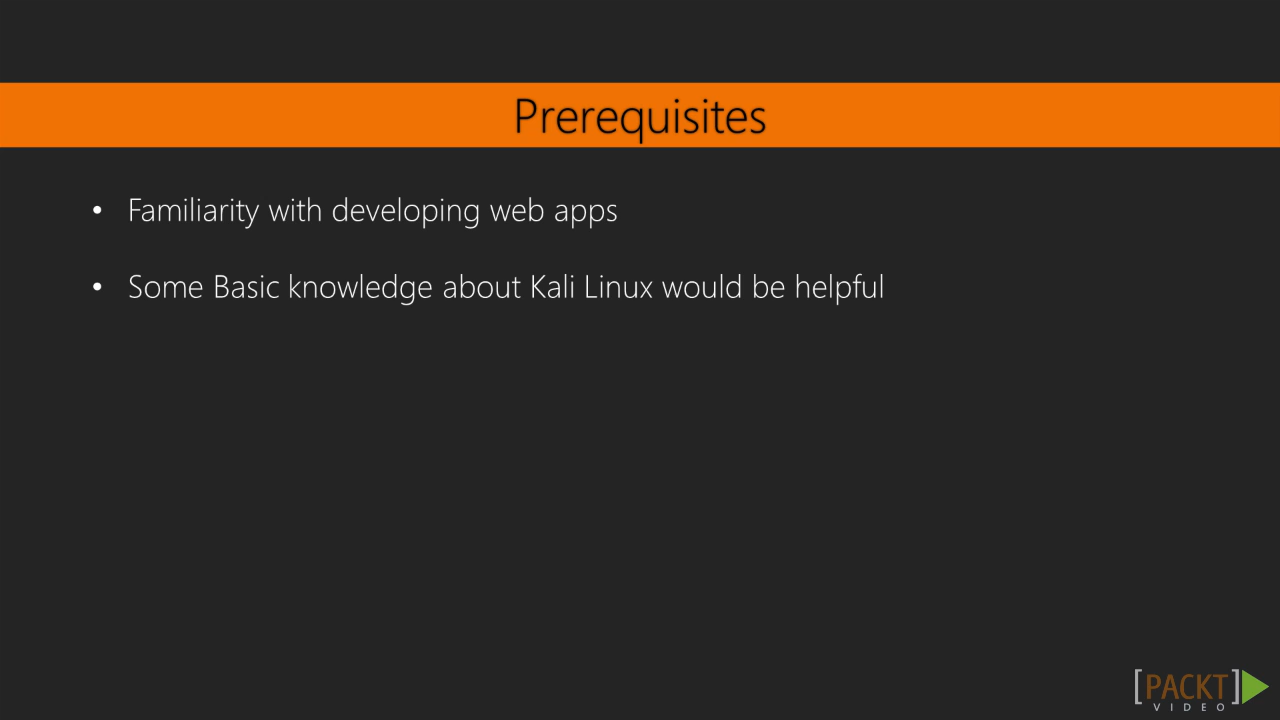 Prerequisites
• Familiarity with developing web apps
• Some Basic knowledge about Kali Linux would be helpful
[PACKT]
VIDEO